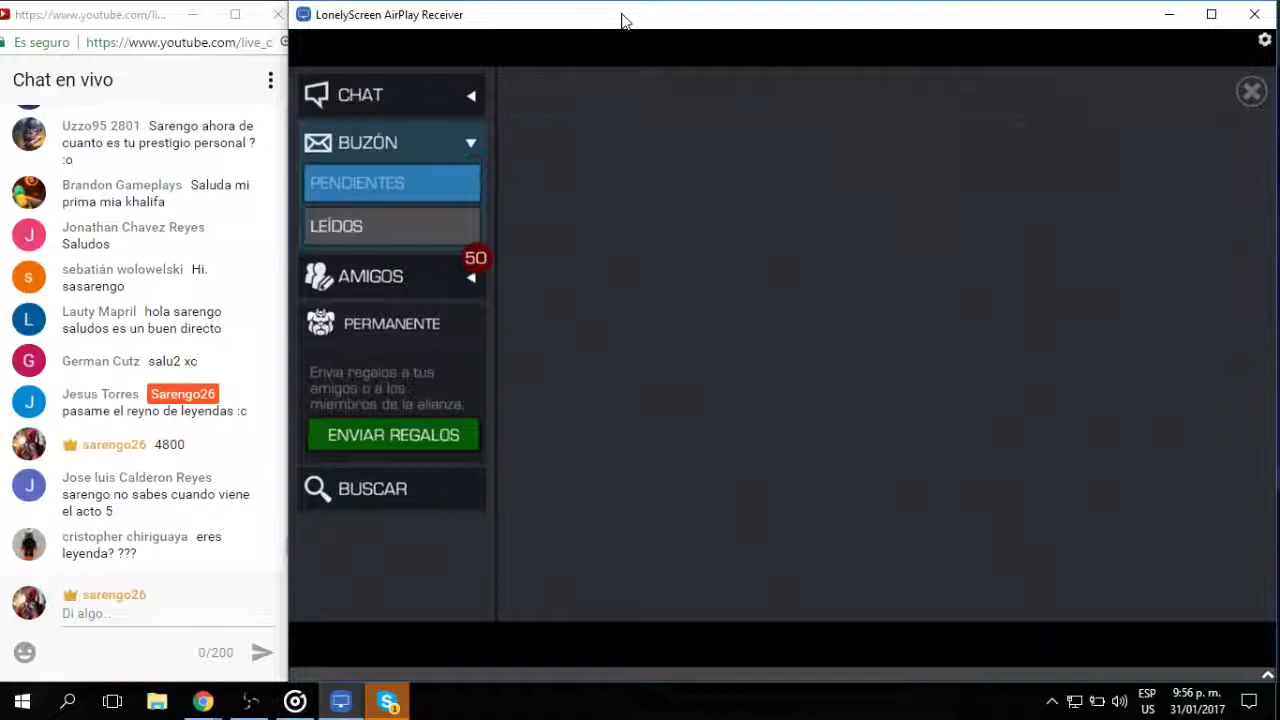 https://www.youtube.com/li...
LonelyScreen AirPlay Receiver
Es seguro
https://www.youtube.com/live_c
Chat en vivo
Uzzo95 2801 Sarengo ahora de
cuanto es tu prestigio personal ?
:o
Brandon Gameplays Saluda mi
prima mia khalifa
Jonathan Chavez Reyes
Saludos
sebatián wolowelski Hi.
sasarengo
Lauty Mapril hola sarengo
saludos es un buen directo
German Cutz salu2 xc
Jesus Torres Sarengo26
pasame el reyno de leyendas :c
sarengo26 4800
Jose luis Calderon Reyes
sarengo no sabes cuando viene
el acto 5
cristopher chiriguaya eres
leyenda? ???
sarengo26
Di algo..
0/200
CHAT
BUZÓN
PENDIENTES
LEÍDOS
50
AMIGOS
PERMANENTE
Envia regalos a tus
amigos o a los
miembros de la alianza.
ENVIAR REGALOS
BUSCAR
J
s
L
G
J
J
S
1
ESP
US
9:56 p. m.
31/01/2017